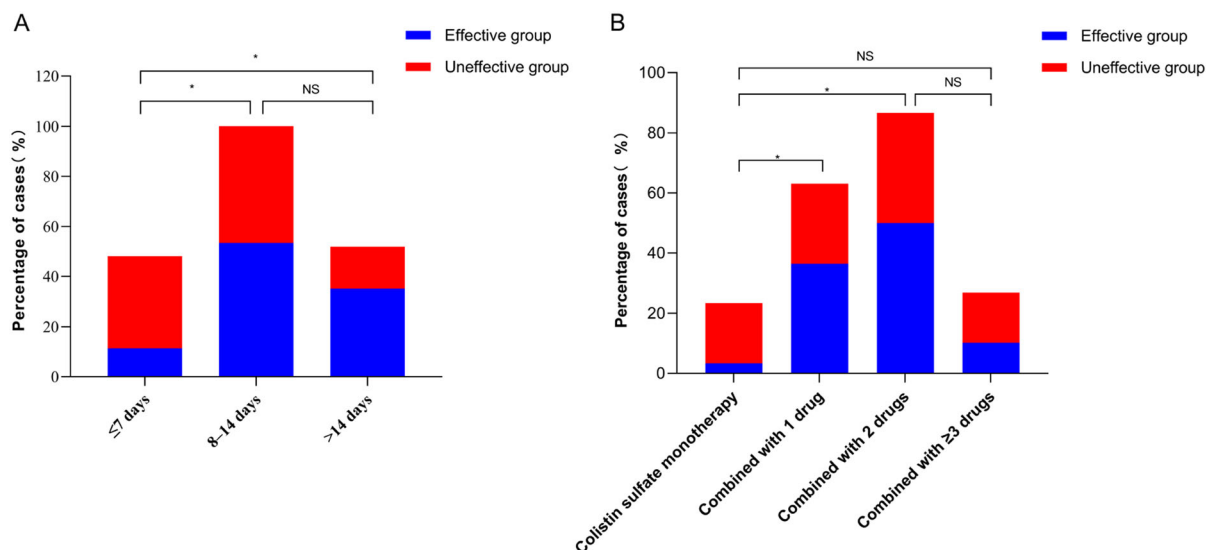 A
Effective group
Uneffective group
*
*
NS
Percentage of cases( %)
120
100
80
60
40
20
0
≤7 days
8–14 days
>14 days
B
Effective group
Uneffective group
NS
*
NS
*
Percentage of cases( %)
100
80
60
40
20
0
Colistin sulfate monotherapy
Combined with 1 drug
Combined with 2 drugs
Combined with ≥3 drugs